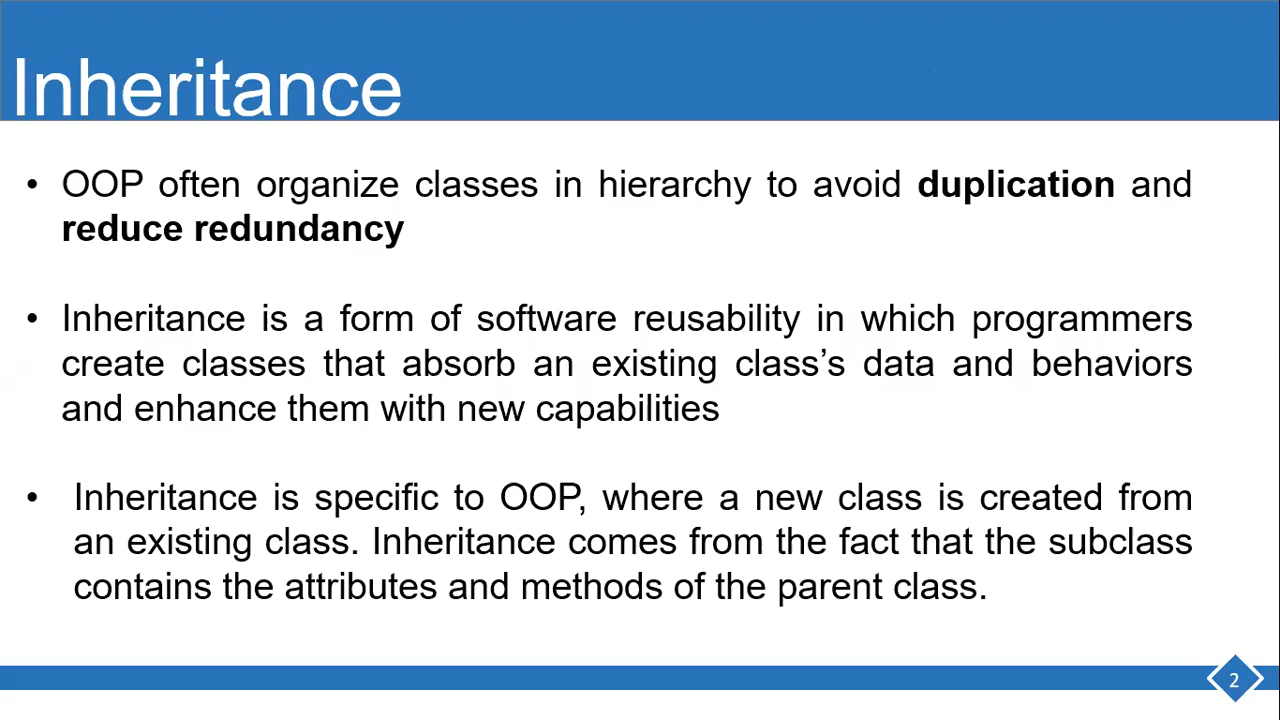 Inheritance
• OOP often organize classes in hierarchy to avoid duplication and
reduce redundancy
• Inheritance is a form of software reusability in which programmers
create classes that absorb an existing class’s data and behaviors
and enhance them with new capabilities
• Inheritance is specific to OOP, where a new class is created from
an existing class. Inheritance comes from the fact that the subclass
contains the attributes and methods of the parent class.
2